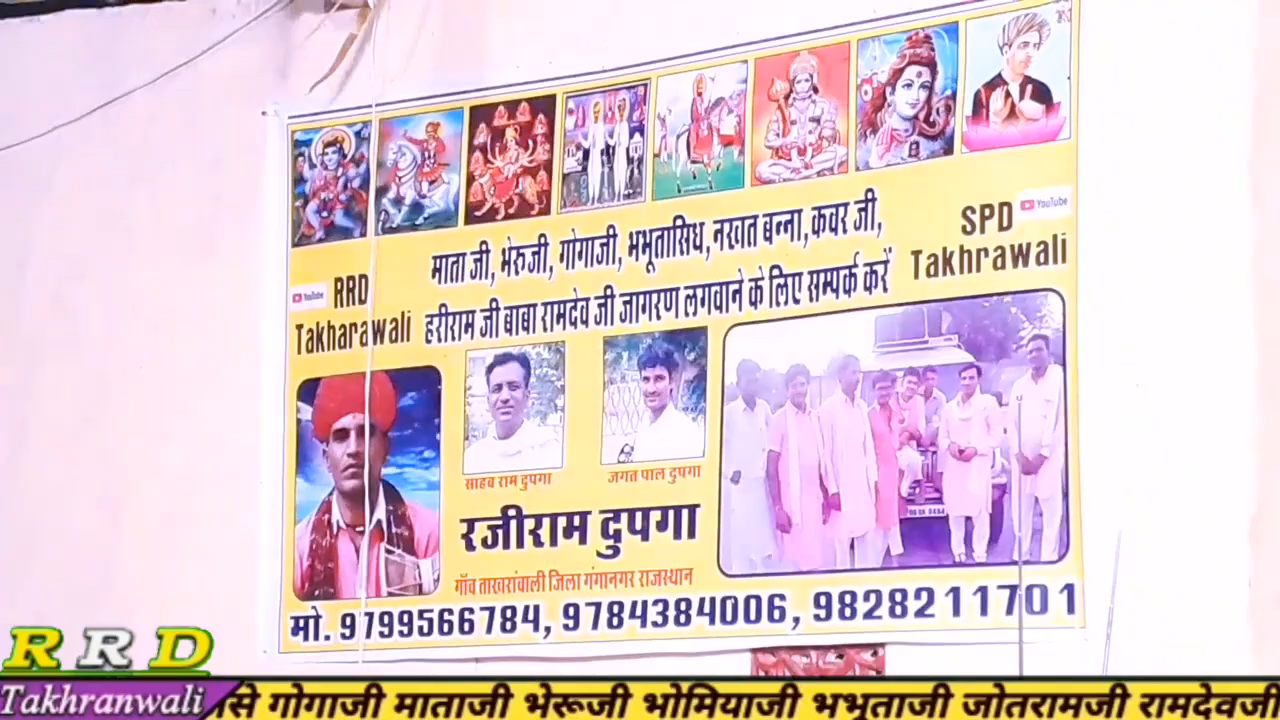 माता जी, भेरुजी, गोगाजी, भभूतासिध, नखत बन्ना, कवर जी,
हरीराम जी बाबा रामदेव जी जागरण लगवाने के लिए सम्पर्क करें
YouTube RRD
Takharawali
SPD YouTube
Takhrawali
साहब राम दुपगा
जगत पाल दुपगा
रजीराम दुपगा
गाँव ताखरांवाली जिला गंगानगर राजस्थान
मो. 9799566784, 9784384006, 9828211701
RRD
Takhranwali
से गोगाजी माताजी भेरूजी भोमियाजी भभूताजी जोतरामजी रामदेवजी